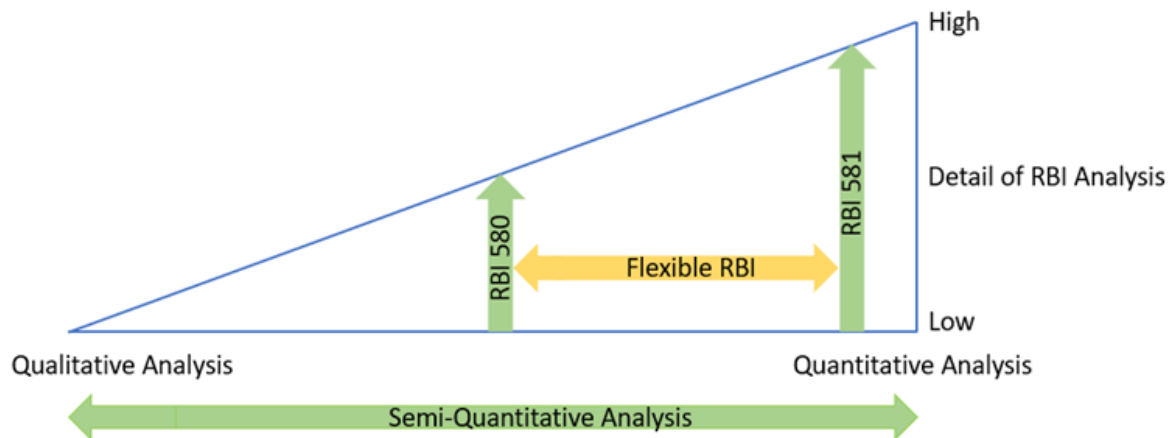 High
Detail of RBI Analysis
RBI 580
RBI 581
Flexible RBI
Low
Qualitative Analysis
Quantitative Analysis
Semi-Quantitative Analysis